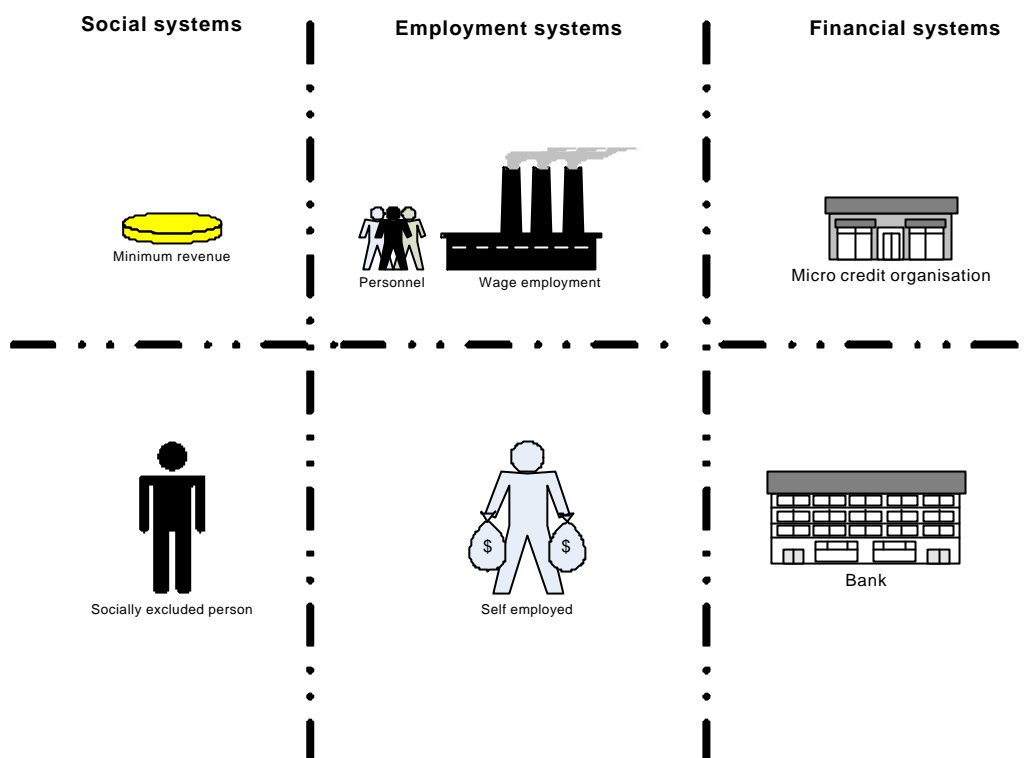 Social systems
Employment systems
Financial systems
Minimum revenue
Personnel
Wage employment
Micro credit organisation
Socially excluded person
$
$
Self employed
Bank